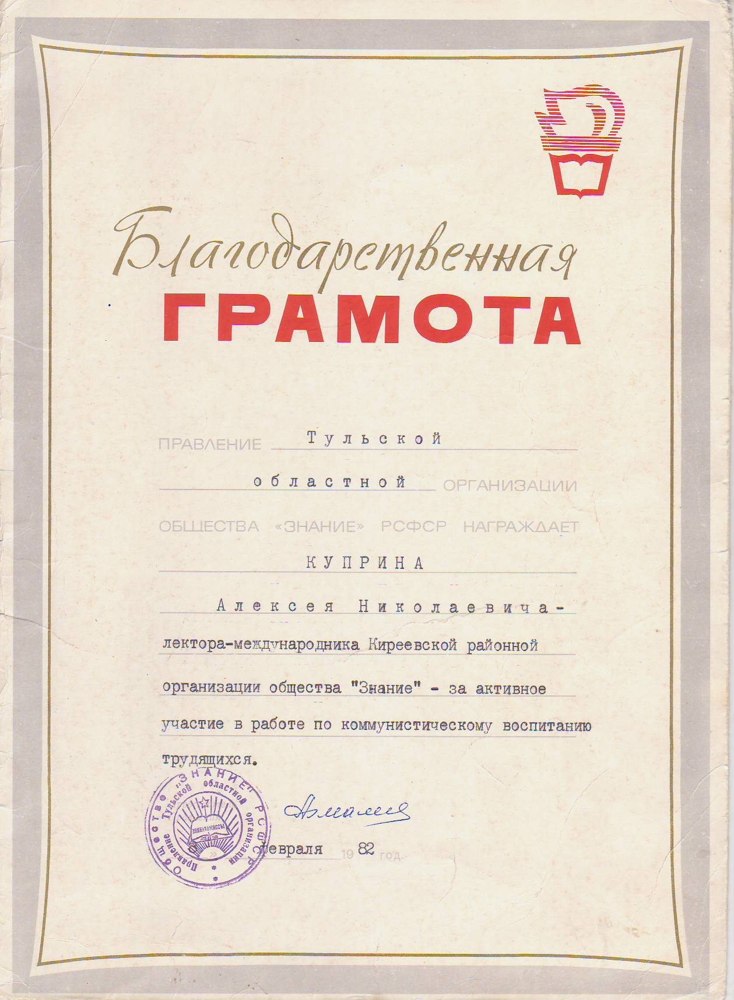 Благодарственная
ГРАМОТА
ПРАВЛЕНИЕ Тульской
областной ОРГАНИЗАЦИИ
ОБЩЕСТВА «ЗНАНИЕ» РСФСР НАГРАЖДАЕТ
КУПРИНА
Алексея Николаевича-
лектора-международника Киреевской районной
организации общества "Знание" - за активное
участие в работе по коммунистическому воспитанию
трудящихся.
Общество „ЗНАНИЕ" РСФСР
Правление Тульской областной организации
» февраля 1982 год.